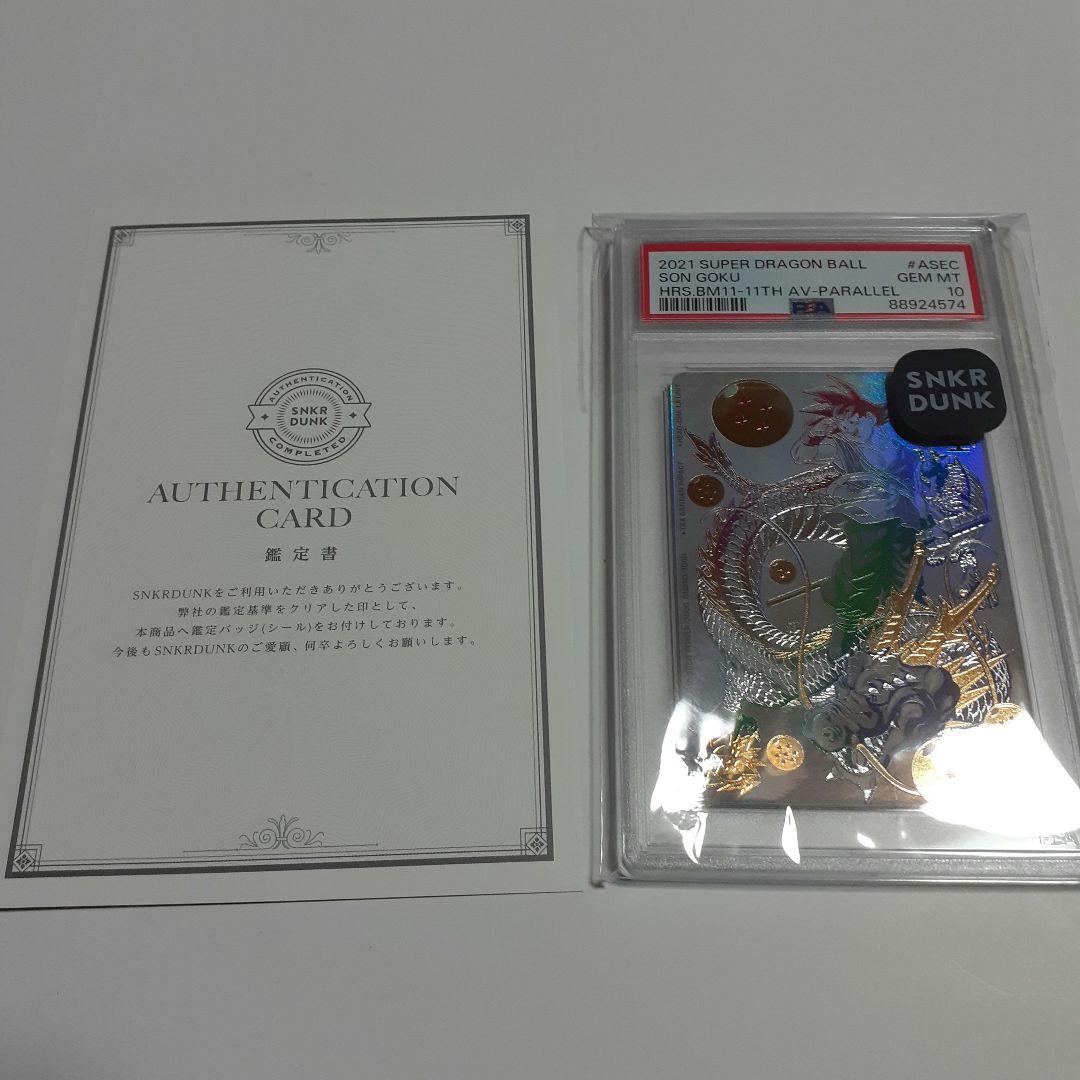 AUTHENTICATION
SNKR
DUNK
COMPLETED
AUTHENTICATION
CARD
鑑定書
SNKRDUNKをご利用いただきありがとうございます。
弊社の鑑定基準をクリアした印として、
本商品へ鑑定バッジ(シール)をお付けしております。
今後もSNKRDUNKのご愛顧、何卒よろしくお願いします。
2021 SUPER DRAGON BALL #ASEC
SON GOKU GEM MT
HRS.BM11-11TH AV-PARALLEL 10
PSA 88924574
SNKR
DUNK